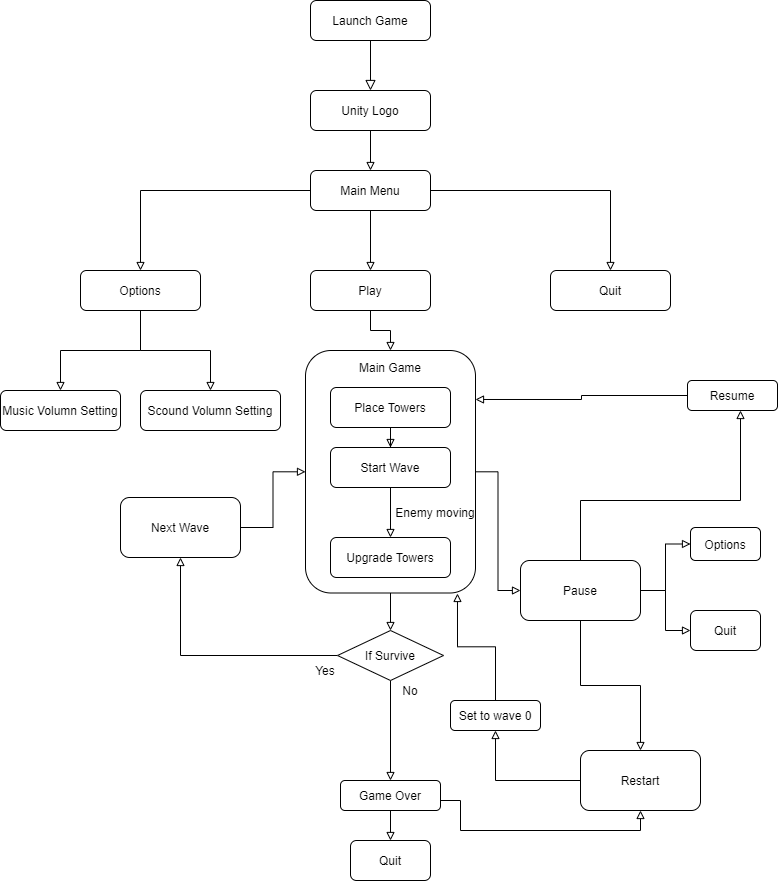 Launch Game
Unity Logo
Main Menu
Options
Play
Quit
Main Game
Music Volumn Setting
Scound Volumn Setting
Place Towers
Resume
Start Wave
Enemy moving
Next Wave
Upgrade Towers
Options
Pause
Quit
If Survive
Yes
No
Set to wave 0
Restart
Game Over
Quit